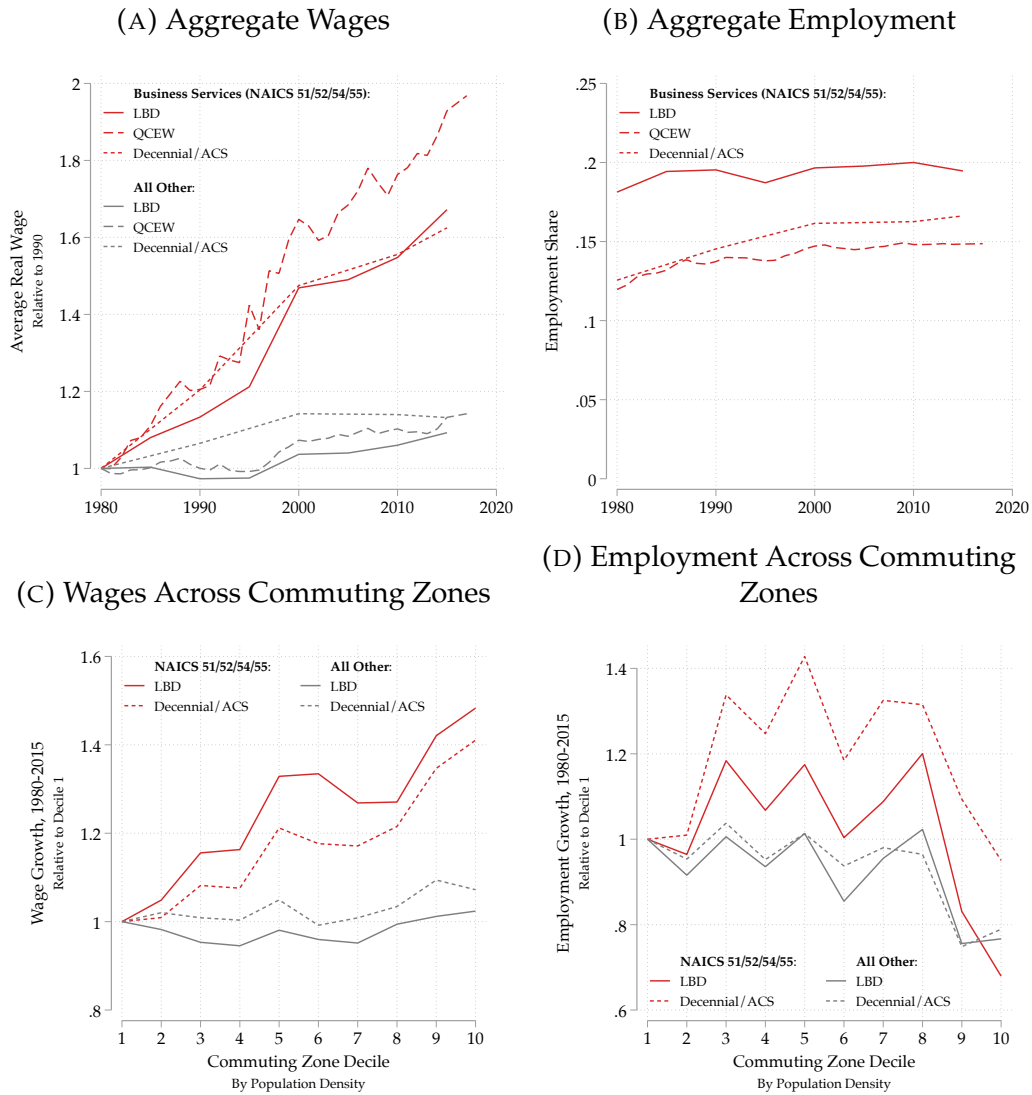 (A) Aggregate Wages
Average Real Wage
Relative to 1990
2
1.8
1.6
1.4
1.2
1
Business Services (NAICS 51/52/54/55):
LBD
QCEW
Decennial/ACS
All Other:
LBD
QCEW
Decennial/ACS
1980 1990 2000 2010 2020
(B) Aggregate Employment
Employment Share
.25
.2
.15
.1
.05
0
Business Services (NAICS 51/52/54/55):
LBD
QCEW
Decennial/ACS
1980 1990 2000 2010 2020
(C) Wages Across Commuting Zones
Wage Growth, 1980-2015
Relative to Decile 1
1.6
1.4
1.2
1
.8
NAICS 51/52/54/55: All Other:
LBD LBD
Decennial/ACS Decennial/ACS
1 2 3 4 5 6 7 8 9 10
Commuting Zone Decile
By Population Density
(D) Employment Across Commuting
Zones
Employment Growth, 1980-2015
Relative to Decile 1
1.4
1.2
1
.8
.6
NAICS 51/52/54/55: All Other:
LBD LBD
Decennial/ACS Decennial/ACS
1 2 3 4 5 6 7 8 9 10
Commuting Zone Decile
By Population Density